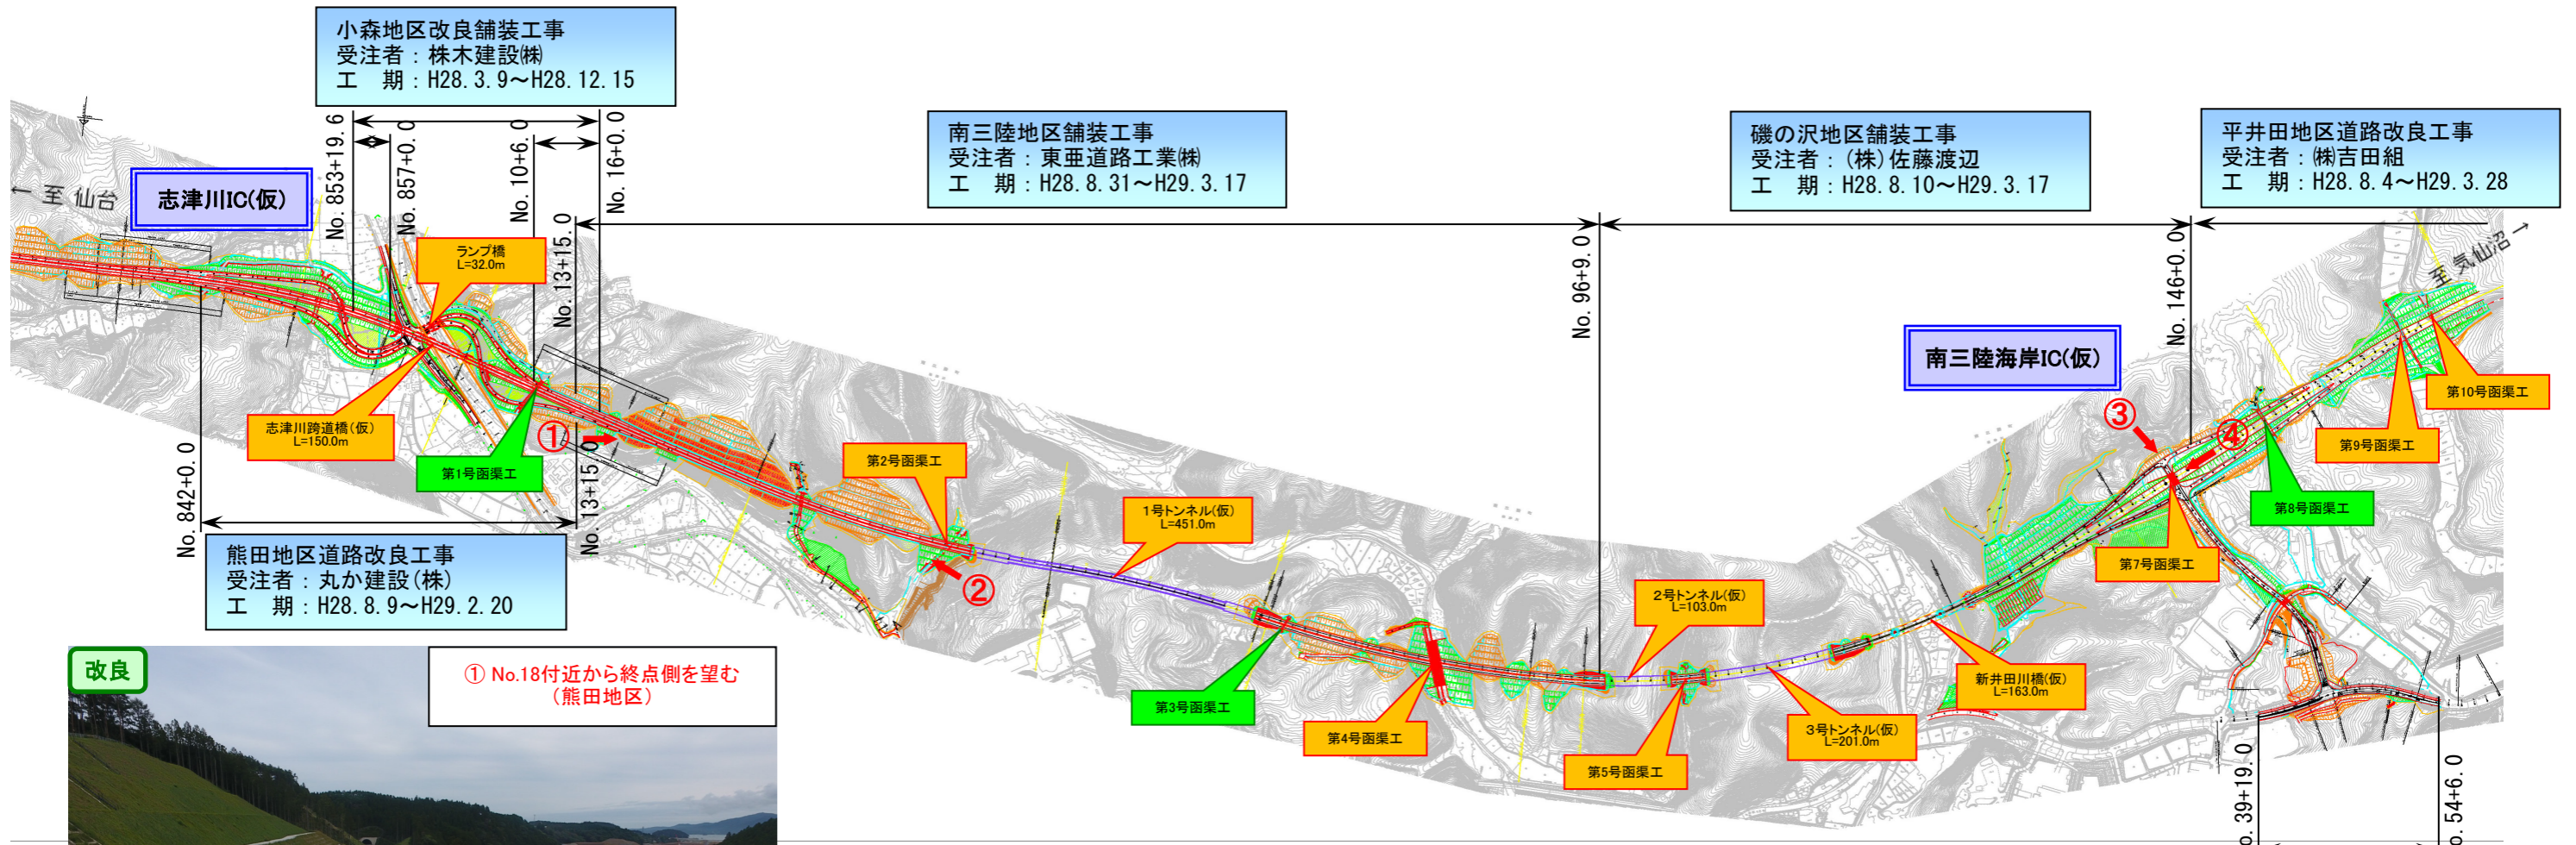 小森地区改良舗装工事
受注者：株木建設㈱
工　期：H28.3.9～H28.12.15
南三陸地区舗装工事
受注者：東亜道路工業㈱
工　期：H28.8.31～H29.3.17
磯の沢地区舗装工事
受注者：(株)佐藤渡辺
工　期：H28.8.10～H29.3.17
平井田地区道路改良工事
受注者：㈱吉田組
工　期：H28.8.4～H29.3.28
← 至 仙台
志津川IC(仮)
No.853+19.6
No.857+0.0
No.10+6.0
No.16+0.0
No.13+15.0
No.96+9.0
No.146+0.0
至 気仙沼 →
ランプ橋
L=32.0m
南三陸海岸IC(仮)
志津川跨道橋(仮)
L=150.0m
第1号函渠工
①
第2号函渠工
②
1号トンネル(仮)
L=451.0m
③
④
第10号函渠工
第9号函渠工
第8号函渠工
第7号函渠工
No.842+0.0
No.13+15.0
熊田地区道路改良工事
受注者：丸か建設(株)
工　期：H28.8.9～H29.2.20
第3号函渠工
第4号函渠工
2号トンネル(仮)
L=103.0m
第5号函渠工
3号トンネル(仮)
L=201.0m
新井田川橋(仮)
L=163.0m
改良
① No.18付近から終点側を望む
（熊田地区）
o.39+19.0
o.54+6.0